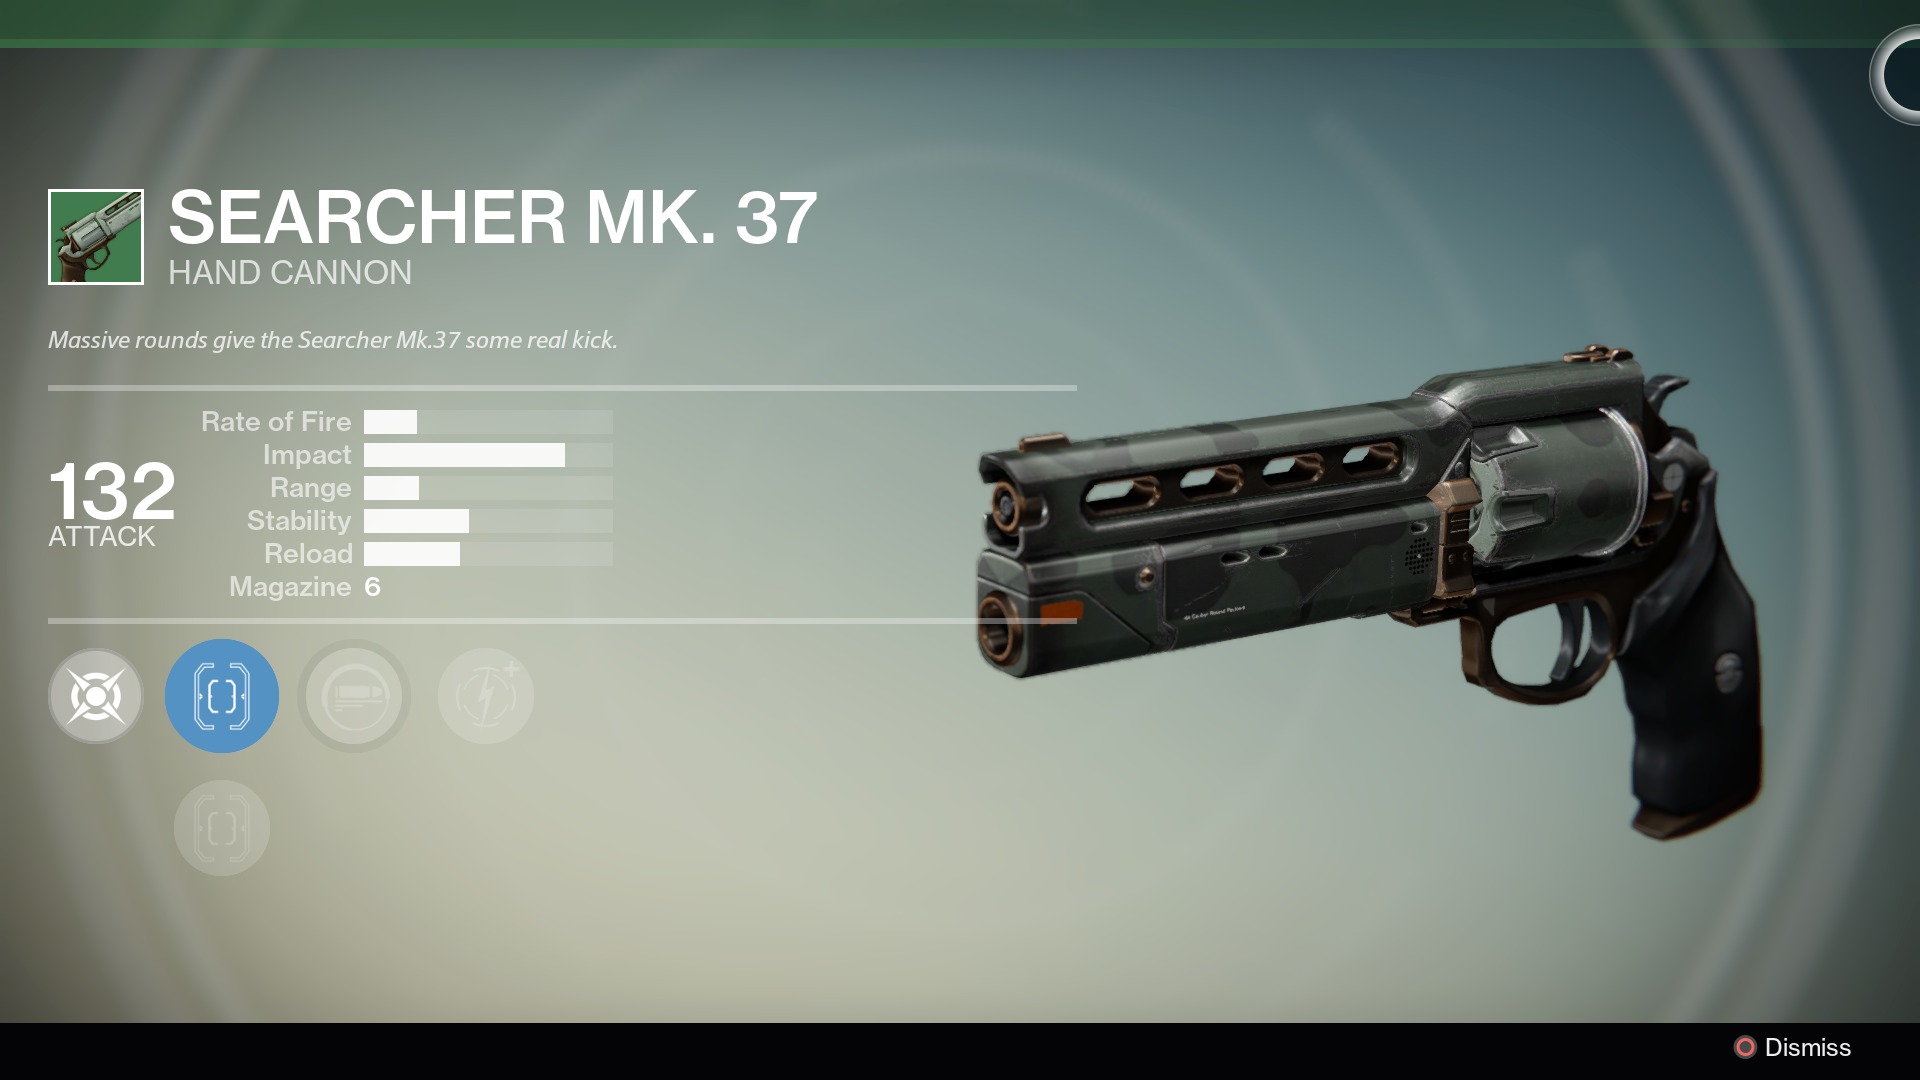 SEARCHER MK. 37
HAND CANNON
Massive rounds give the Searcher Mk.37 some real kick.
132
ATTACK
Rate of Fire
Impact
Range
Stability
Reload
Magazine 6
Dismiss